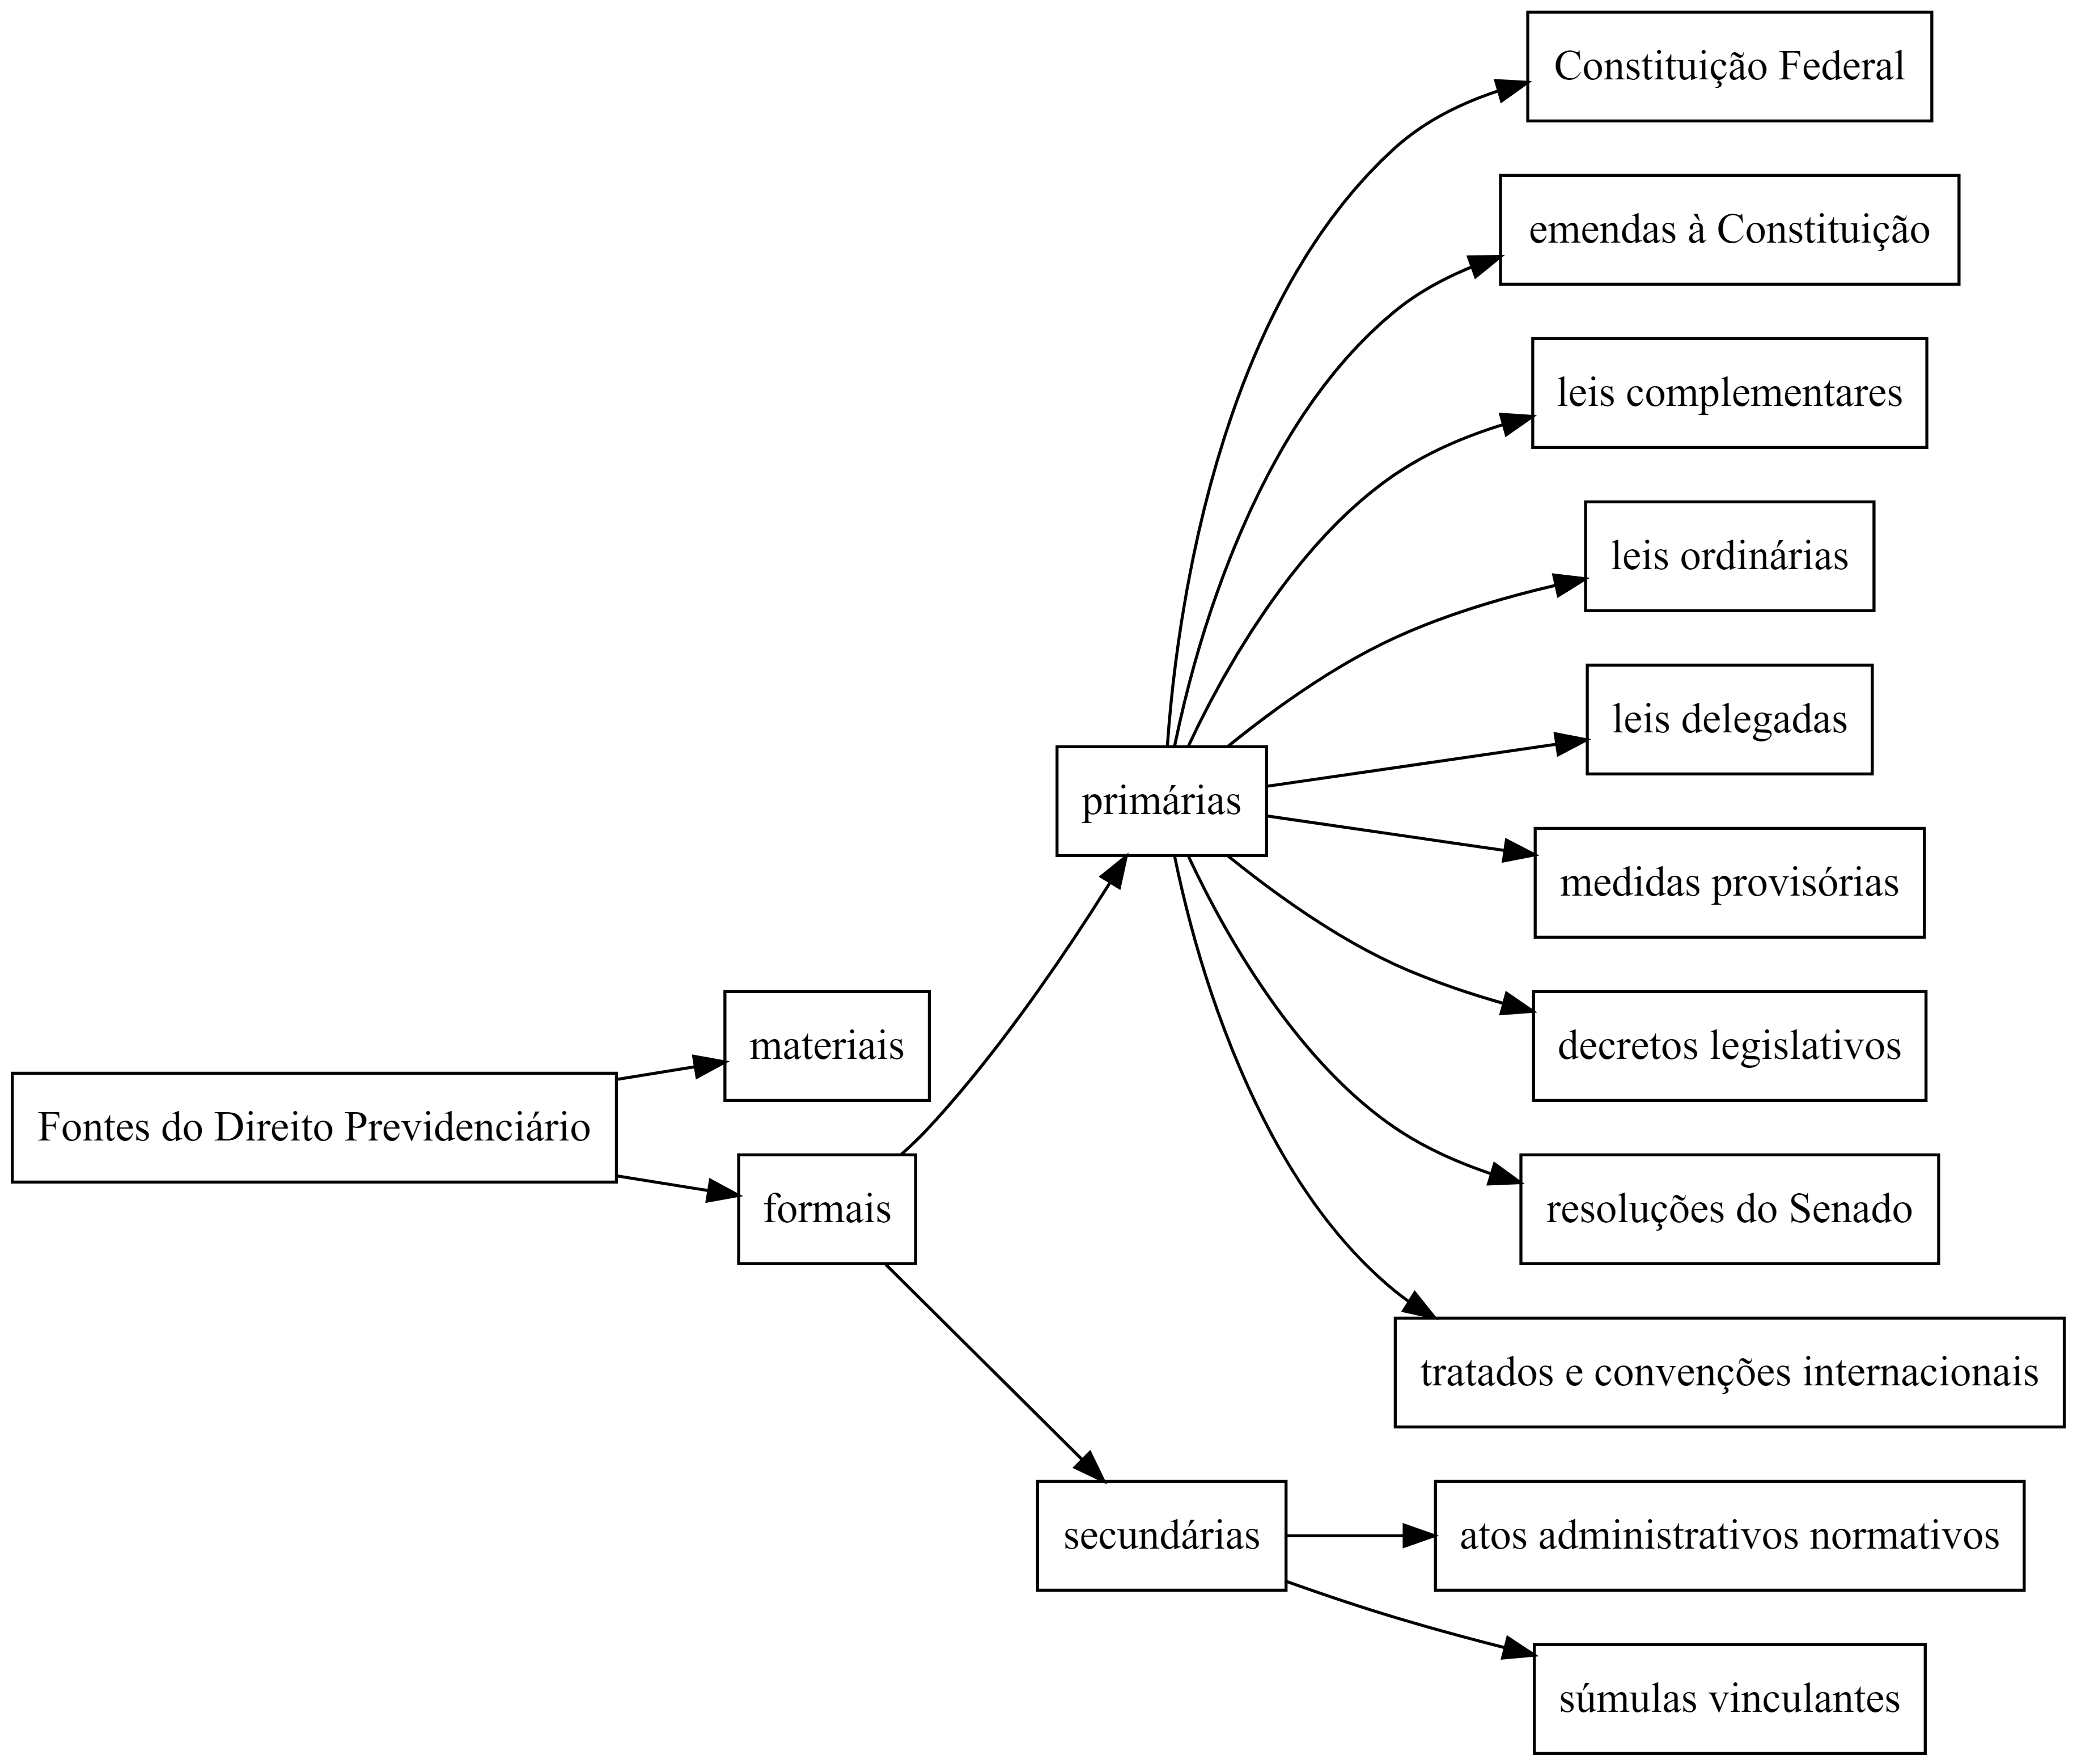 Fontes do Direito Previdenciário
materiais
formais
primárias
Constituição Federal
emendas à Constituição
leis complementares
leis ordinárias
leis delegadas
medidas provisórias
decretos legislativos
resoluções do Senado
tratados e convenções internacionais
secundárias
atos administrativos normativos
súmulas vinculantes